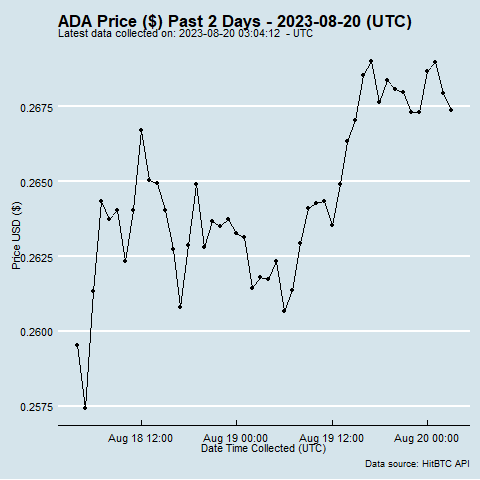 ADA Price ($) Past 2 Days - 2023-08-20 (UTC)
Latest data collected on: 2023-08-20 03:04:12 - UTC
Price USD ($)
0.2675
0.2650
0.2625
0.2600
0.2575
Aug 18 12:00 Aug 19 00:00 Aug 19 12:00 Aug 20 00:00
Date Time Collected (UTC)
Data source: HitBTC API